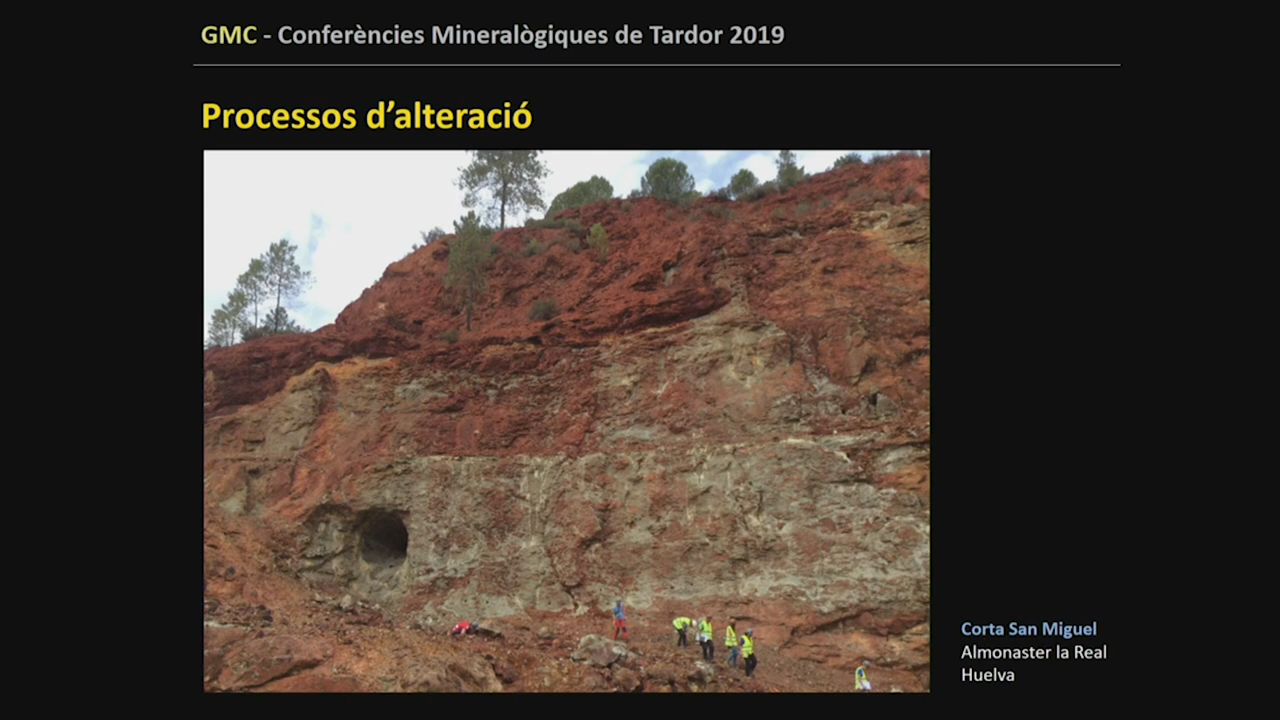 GMC - Conferències Mineralògiques de Tardor 2019
Processos d’alteració
Corta San Miguel
Almonaster la Real
Huelva